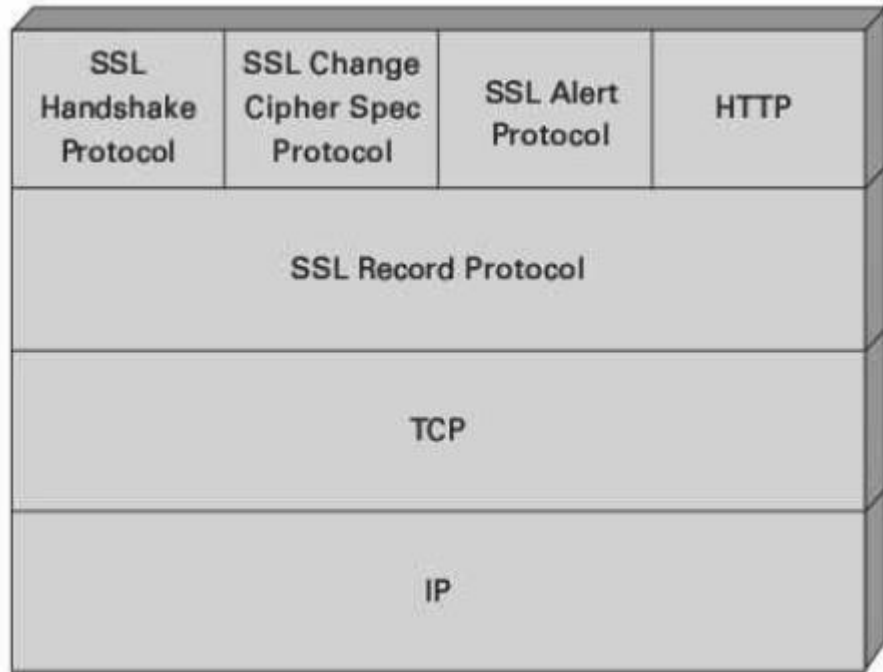 SSL
Handshake
Protocol
SSL Change
Cipher Spec
Protocol
SSL Alert
Protocol
HTTP
SSL Record Protocol
TCP
IP